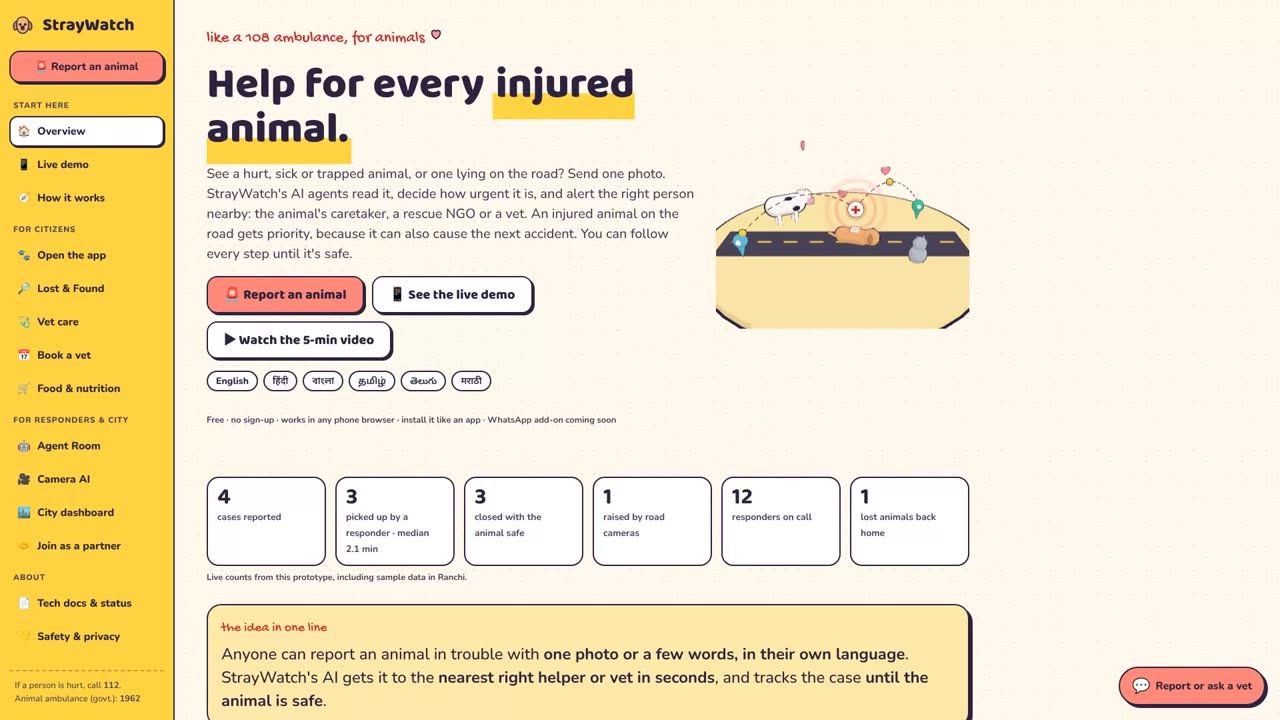 StrayWatch
🚨 Report an animal
START HERE
🏠 Overview
📱 Live demo
🧭 How it works
FOR CITIZENS
🐾 Open the app
🔎 Lost & Found
🩺 Vet care
📅 Book a vet
🛒 Food & nutrition
FOR RESPONDERS & CITY
🤖 Agent Room
🎥 Camera AI
🏙️ City dashboard
🤝 Join as a partner
ABOUT
📄 Tech docs & status
💛 Safety & privacy
If a person is hurt, call 112.
Animal ambulance (govt.): 1962
like a 108 ambulance, for animals
Help for every injured
animal.
See a hurt, sick or trapped animal, or one lying on the road? Send one photo.
StrayWatch's AI agents read it, decide how urgent it is, and alert the right person
nearby: the animal's caretaker, a rescue NGO or a vet. An injured animal on the
road gets priority, because it can also cause the next accident. You can follow
every step until it's safe.
🚨 Report an animal
📱 See the live demo
▶ Watch the 5-min video
English
हिंदी
বাংলা
தமிழ்
తెలుగు
मराठी
Free · no sign-up · works in any phone browser · install it like an app · WhatsApp add-on coming soon
4
cases reported
3
picked up by a
responder · median
2.1 min
3
closed with the
animal safe
1
raised by road
cameras
12
responders on call
1
lost animals back
home
Live counts from this prototype, including sample data in Ranchi.
the idea in one line
Anyone can report an animal in trouble with one photo or a few words, in their own language.
StrayWatch's AI gets it to the nearest right helper or vet in seconds, and tracks the case until the
animal is safe.
💬 Report or ask a vet